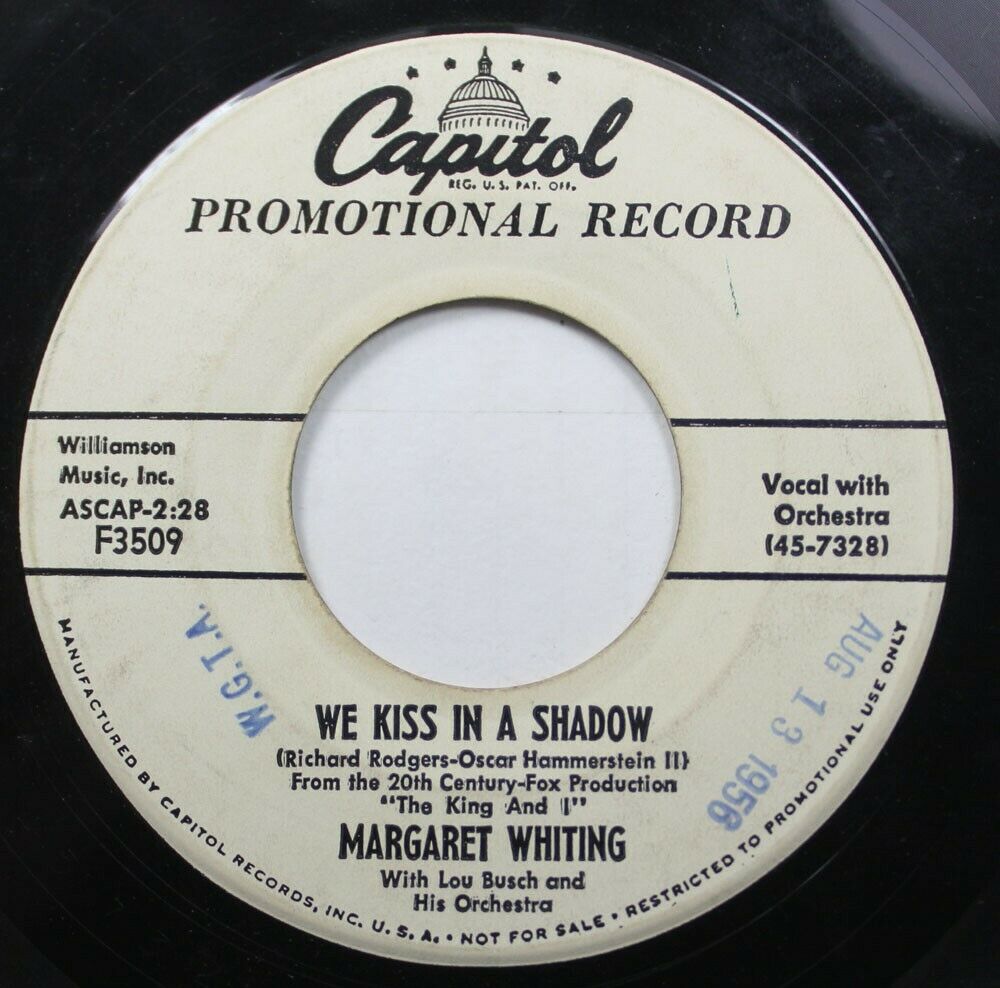 Capitol
REG. U. S. PAT. OFF.
PROMOTIONAL RECORD
Williamson
Music, Inc.
ASCAP-2:28
F3509
Vocal with
Orchestra
(45-7328)
W.G.T.A.
AUG 13 1956
WE KISS IN A SHADOW
(Richard Rodgers-Oscar Hammerstein II)
From the 20th Century-Fox Production
"The King And I"
MARGARET WHITING
With Lou Busch and
His Orchestra
MANUFACTURED BY CAPITOL RECORDS, INC. U. S. A. • NOT FOR SALE • RESTRICTED TO PROMOTIONAL USE ONLY